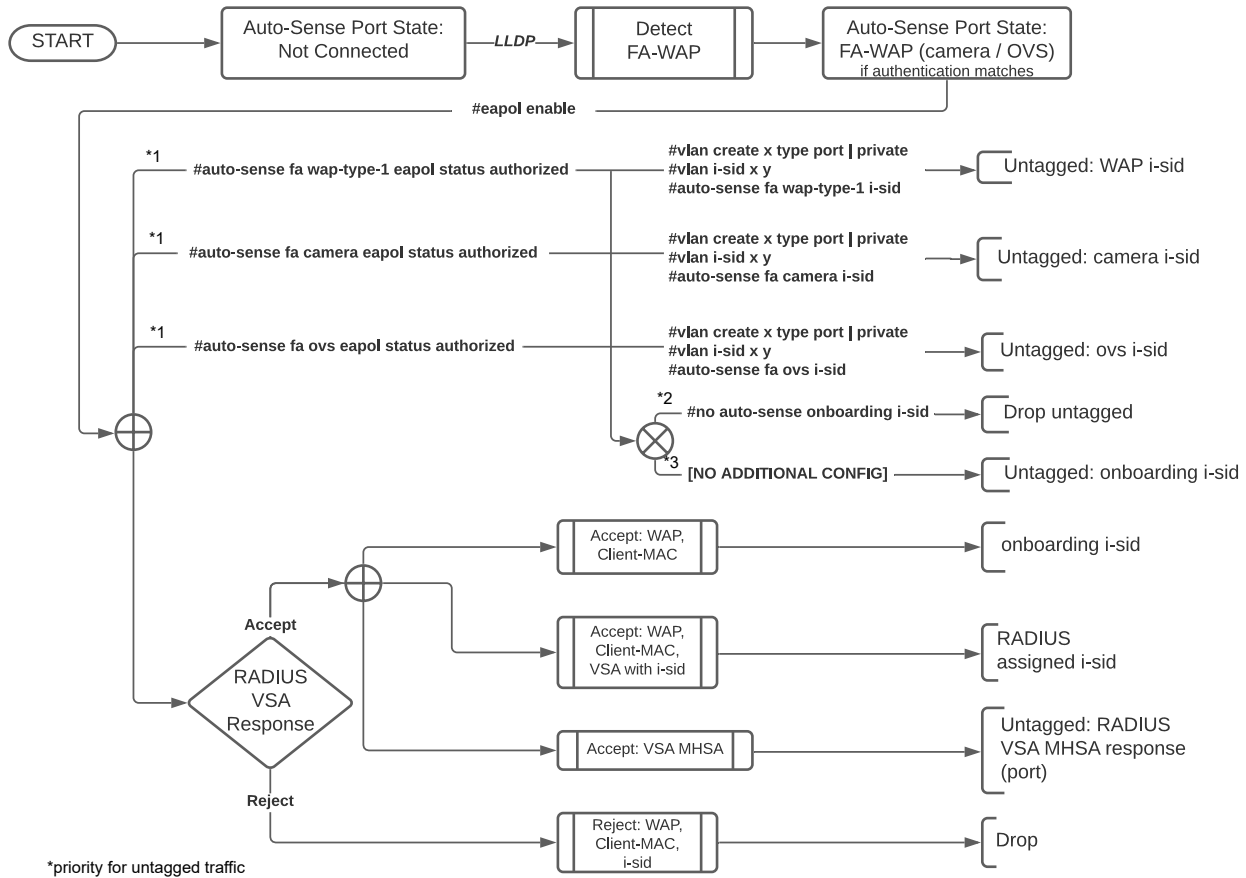 START
Auto-Sense Port State:
Not Connected
LLDP
Detect
FA-WAP
Auto-Sense Port State:
FA-WAP (camera / OVS)
if authentication matches
#eapol enable
*1
#auto-sense fa wap-type-1 eapol status authorized
#vlan create x type port | private
#vlan i-sid x y
#auto-sense fa wap-type-1 i-sid
Untagged: WAP i-sid
*1
#auto-sense fa camera eapol status authorized
#vlan create x type port | private
#vlan i-sid x y
#auto-sense fa camera i-sid
Untagged: camera i-sid
*1
#auto-sense fa ovs eapol status authorized
#vlan create x type port | private
#vlan i-sid x y
#auto-sense fa ovs i-sid
Untagged: ovs i-sid
*2
#no auto-sense onboarding i-sid
Drop untagged
*3
[NO ADDITIONAL CONFIG]
Untagged: onboarding i-sid
Accept: WAP,
Client-MAC
onboarding i-sid
Accept
Accept: WAP,
Client-MAC,
VSA with i-sid
RADIUS
assigned i-sid
RADIUS
VSA
Response
Accept: VSA MHSA
Untagged: RADIUS
VSA MHSA response
(port)
Reject
Reject: WAP,
Client-MAC,
i-sid
Drop
*priority for untagged traffic